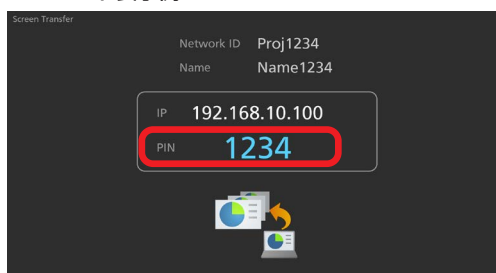 Screen Transfer
Network ID Proj1234
Name Name1234
IP 192.168.10.100
PIN 1234